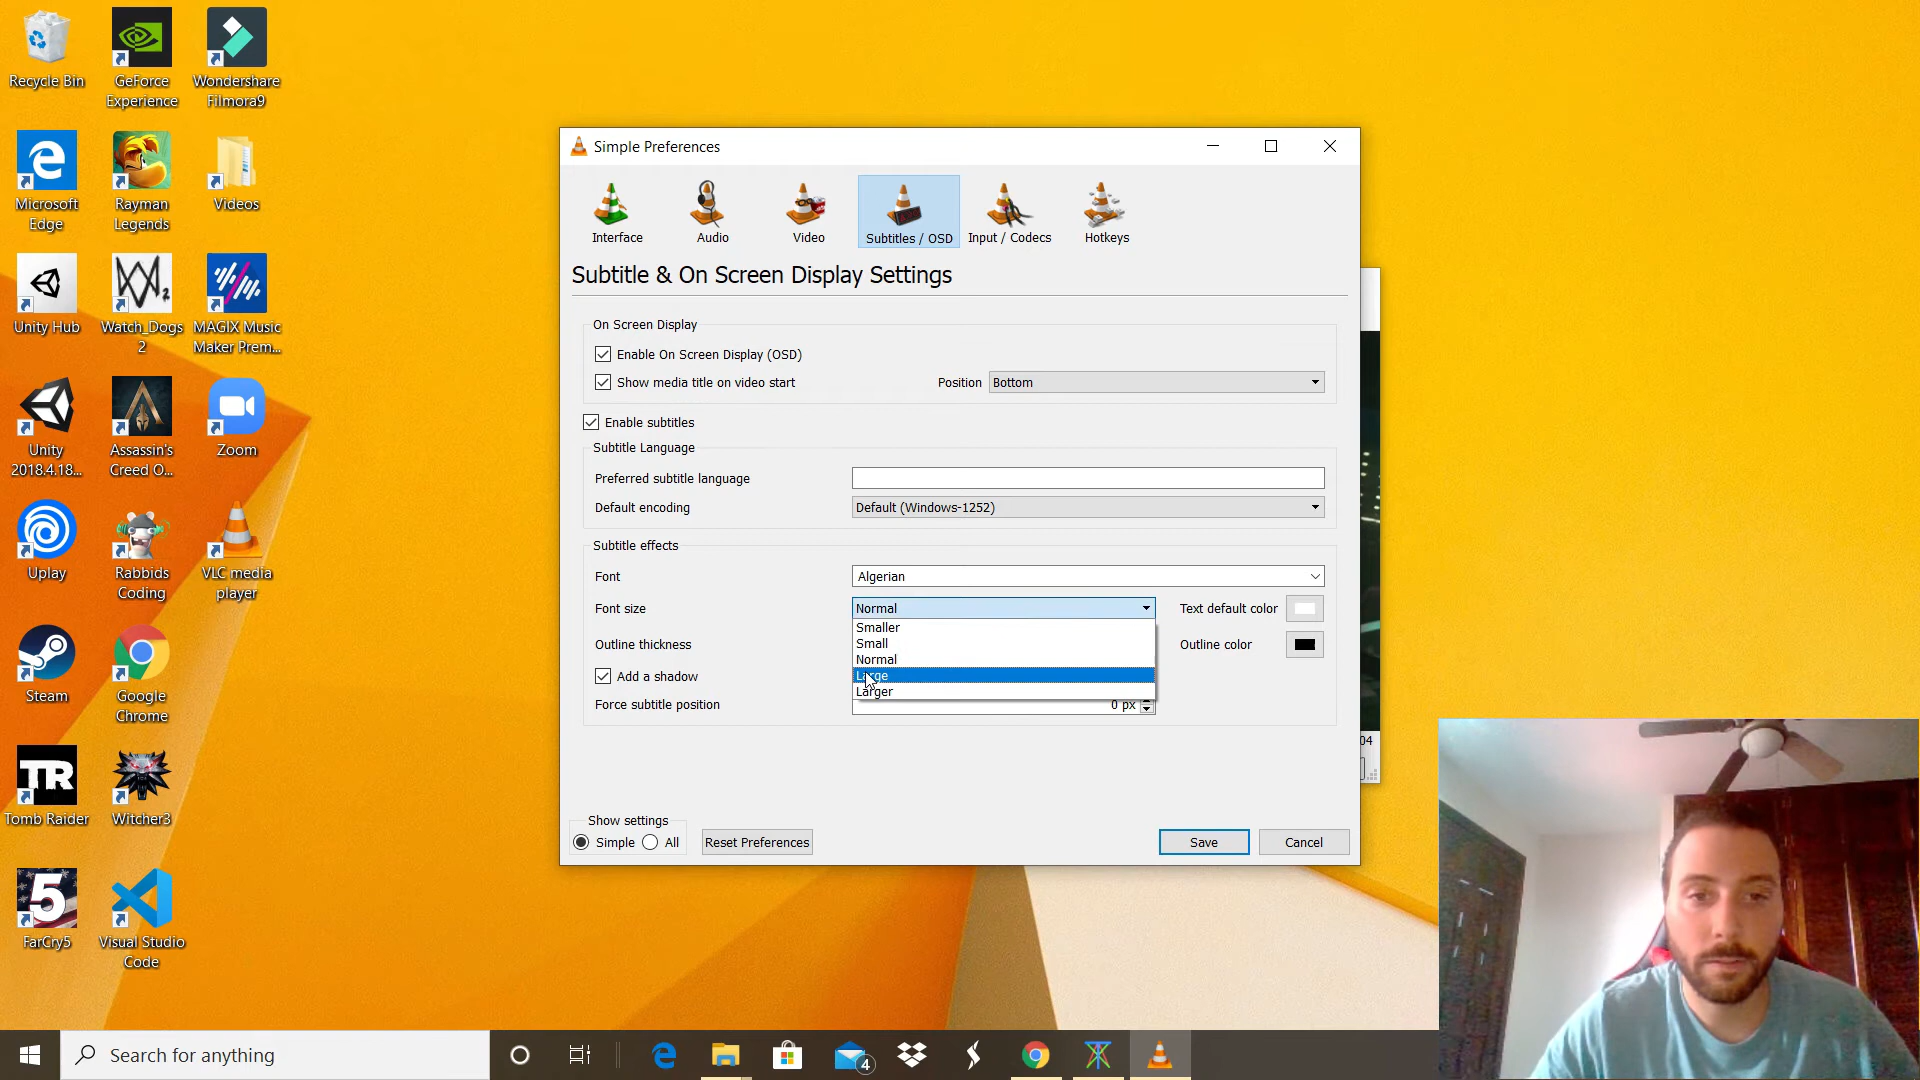 Recycle Bin
GeForce
Experience
Wondershare
Filmora9
Microsoft
Edge
Rayman
Legends
Videos
Unity Hub
Watch_Dogs
2
MAGIX Music
Maker Prem...
Unity
2018.4.18...
Assassin's
Creed O...
Zoom
Uplay
Rabbids
Coding
VLC media
player
Steam
Google
Chrome
TR
Tomb Raider
Witcher3
5
FarCry5
Visual Studio
Code
Simple Preferences
Interface
Audio
Video
Subtitles / OSD
Input / Codecs
Hotkeys
Subtitle & On Screen Display Settings
On Screen Display
Enable On Screen Display (OSD)
Show media title on video start
Position
Bottom
Enable subtitles
Subtitle Language
Preferred subtitle language
Default encoding
Default (Windows-1252)
Subtitle effects
Font
Algerian
Font size
Normal
Text default color
Smaller
Small
Normal
Large
Larger
Outline thickness
Outline color
Add a shadow
Force subtitle position
0 px
04
Show settings
Simple
All
Reset Preferences
Save
Cancel
Search for anything
4